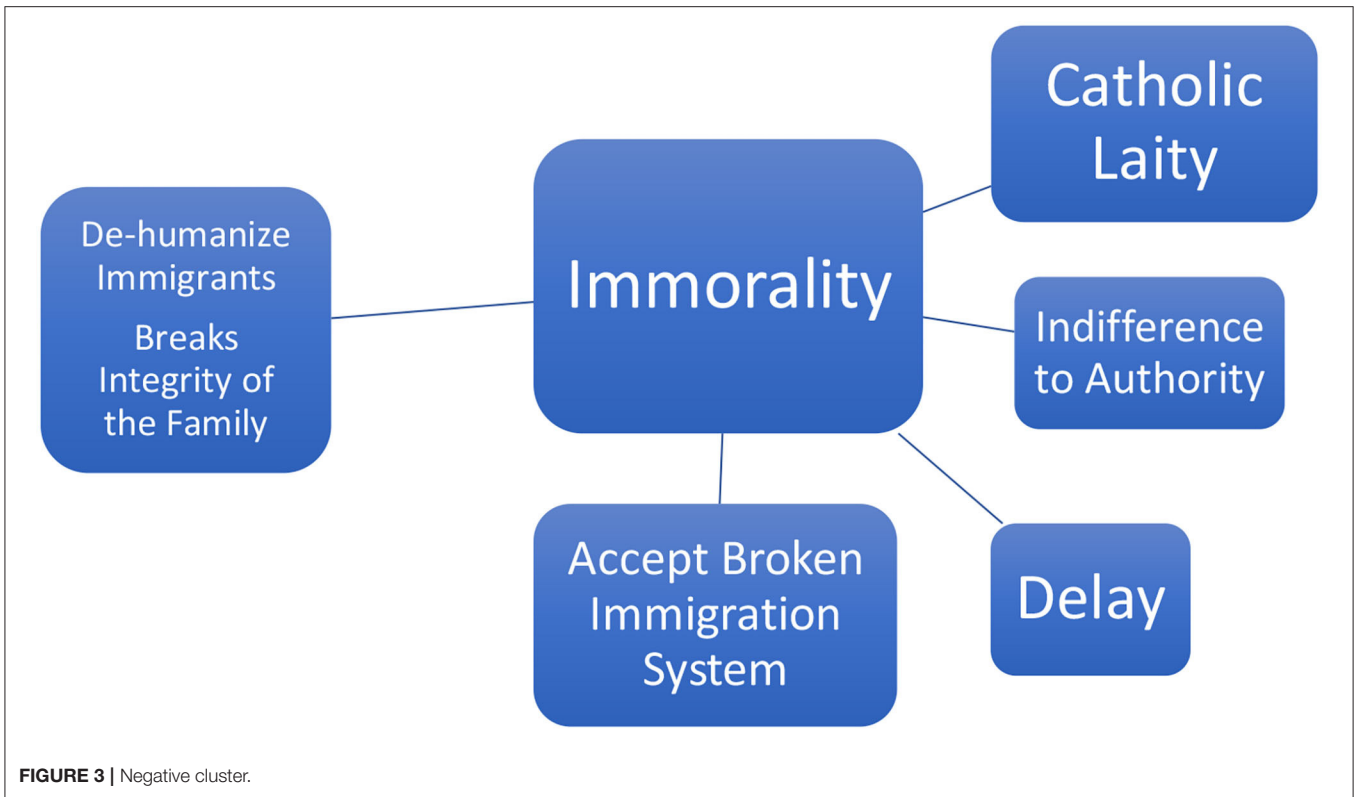 Catholic
Laity
De-humanize
Immigrants
Breaks
Integrity of
the Family
Immorality
Indifference
to Authority
Accept Broken
Immigration
System
Delay
FIGURE 3 | Negative cluster.